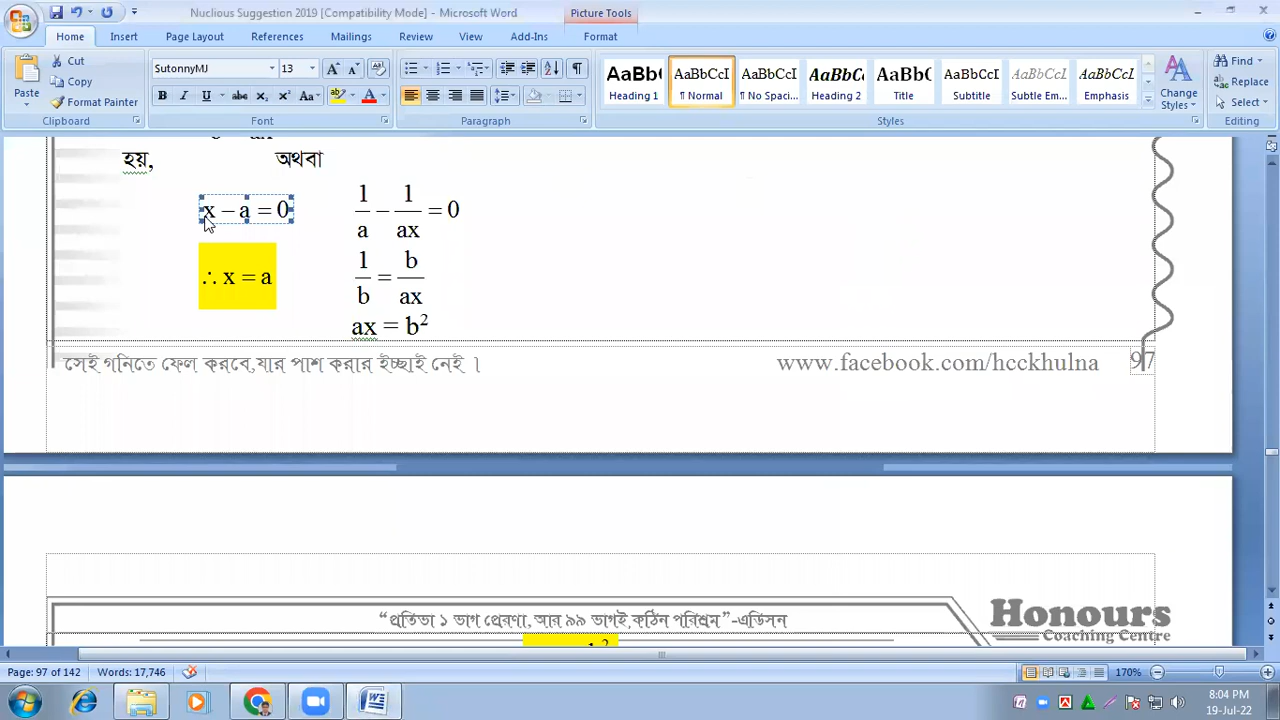 Nuclious Suggestion 2019 [Compatibility Mode] - Microsoft Word
Picture Tools
Home Insert Page Layout References Mailings Review View Add-Ins Format
Paste
Cut
Copy
Format Painter
Clipboard
SutonnyMJ 13
B I U abc x₂ x² Aa
Font
Paragraph
AaBbC AaBbCcI AaBbCcI AaBbCcI AaBbC AaBbCcI AaBbCcI AaBbCcI
Heading 1 ¶ Normal ¶ No Spaci... Heading 2 Title Subtitle Subtle Em... Emphasis
Change Styles
Styles
Find
Replace
Select
Editing
হয়, অথবা
x − a = 0
1/a − 1/ax = 0
∴ x = a
1/b = b/ax
ax = b²
সেই গনিতে ফেল করবে,যার পাশ করার ইচ্ছাই নেই ।
www.facebook.com/hcckhulna
97
“প্রতিভা ১ ভাগ প্রেরণা, আর ৯৯ ভাগই,কঠিন পরিশ্রম”-এডিসন
Honours
Coaching Centre
Page: 97 of 142 Words: 17,746 170%
8:04 PM
19-Jul-22